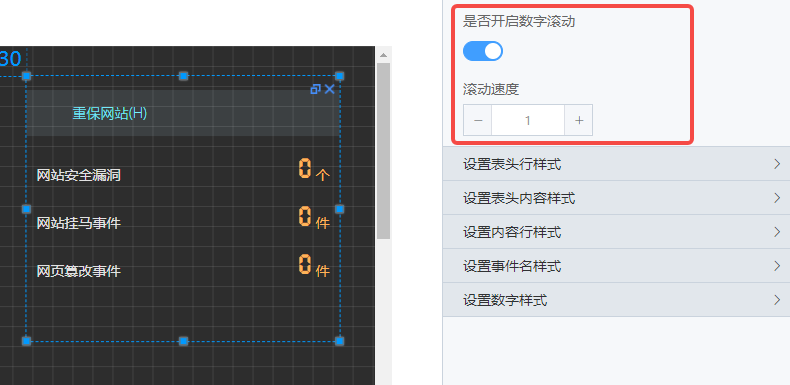 30
重保网站(H)
网站安全漏洞 0 个
网站挂马事件 0 件
网页篡改事件 0 件
是否开启数字滚动
滚动速度
− 1 +
设置表头行样式
设置表头内容样式
设置内容行样式
设置事件名样式
设置数字样式